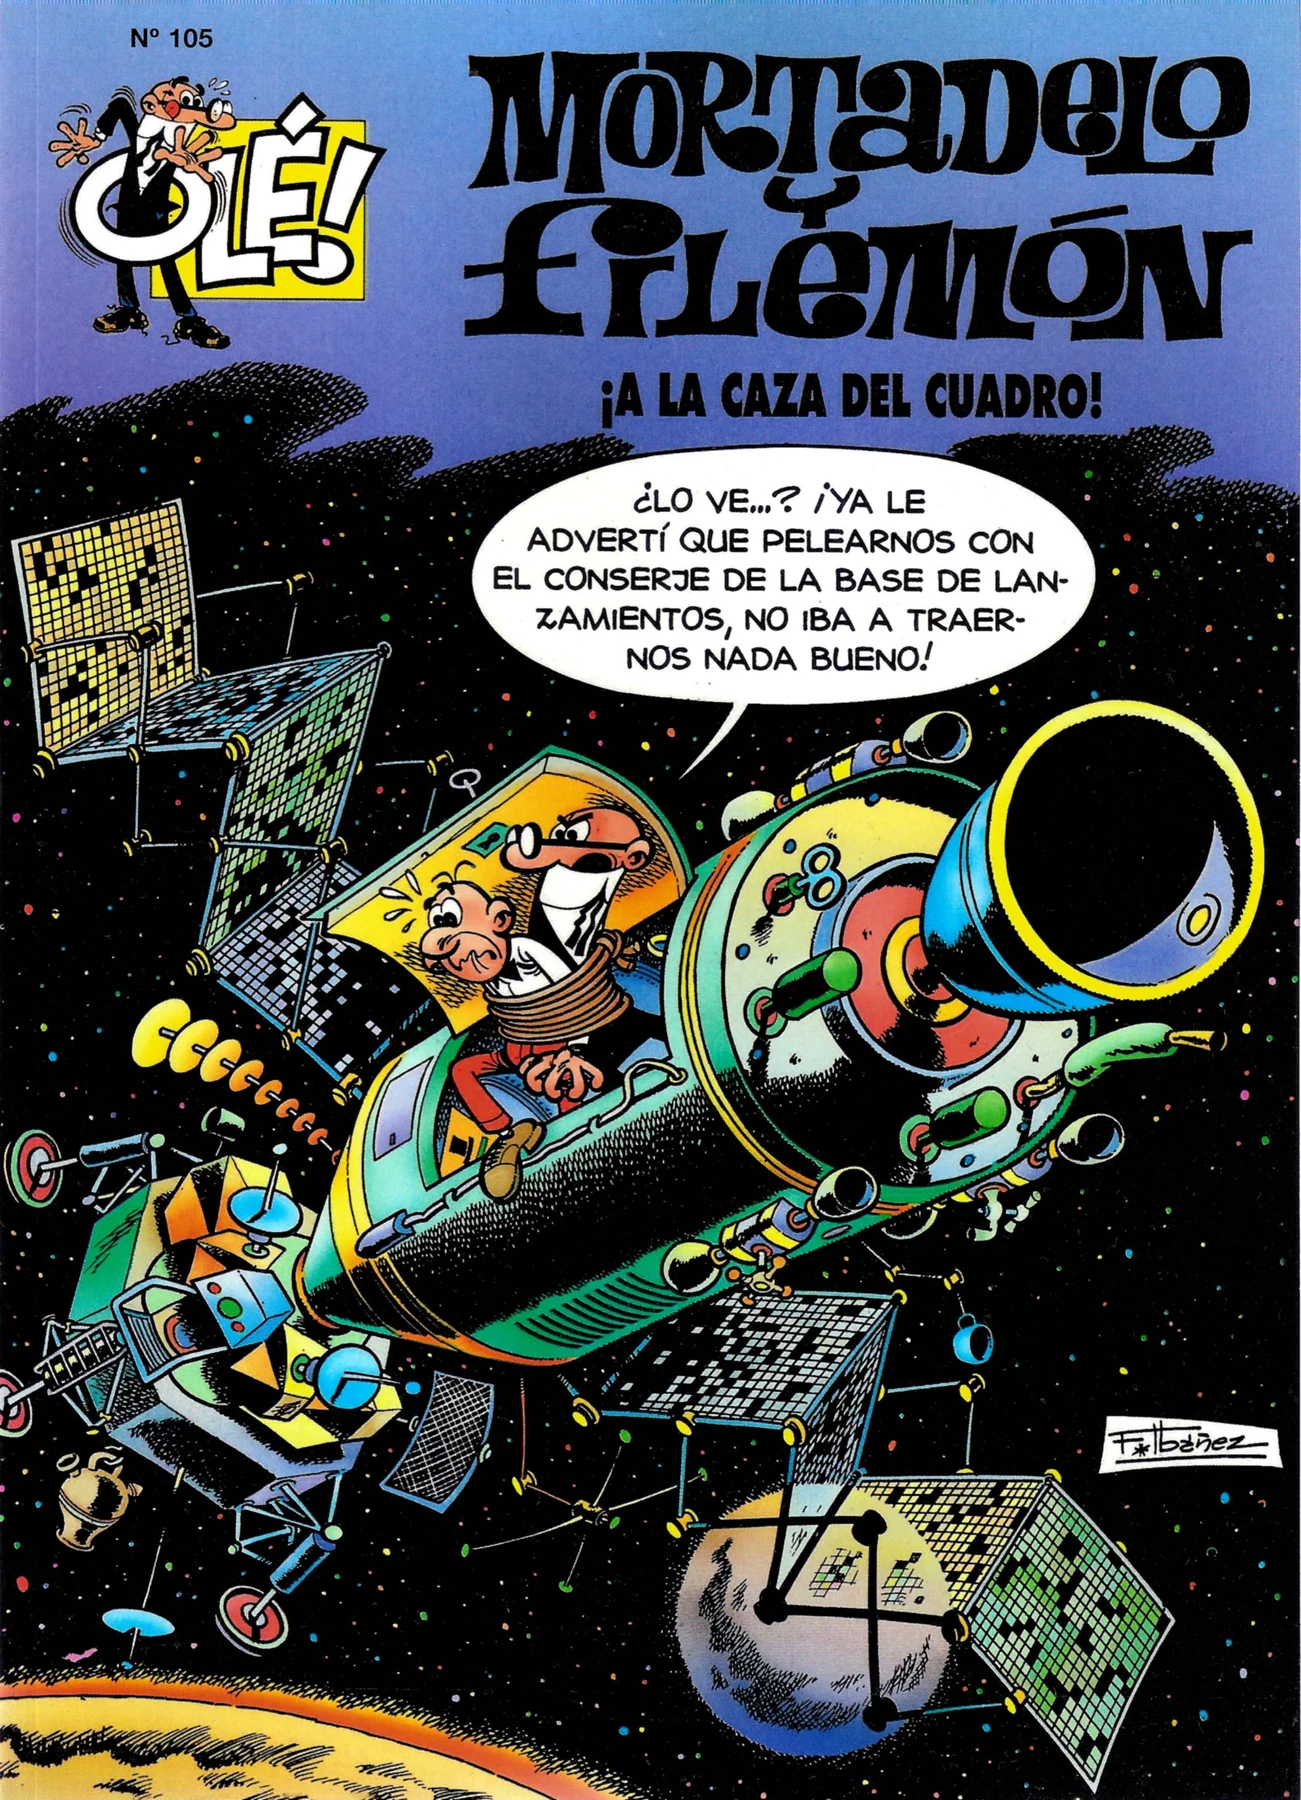 Nº 105
OLÉ!
MORTADELO
Y
FILEMÓN
¡A LA CAZA DEL CUADRO!
¿LO VE...? ¡YA LE
ADVERTÍ QUE PELEARNOS CON
EL CONSERJE DE LA BASE DE LAN-
ZAMIENTOS, NO IBA A TRAER-
NOS NADA BUENO!
F. Ibáñez